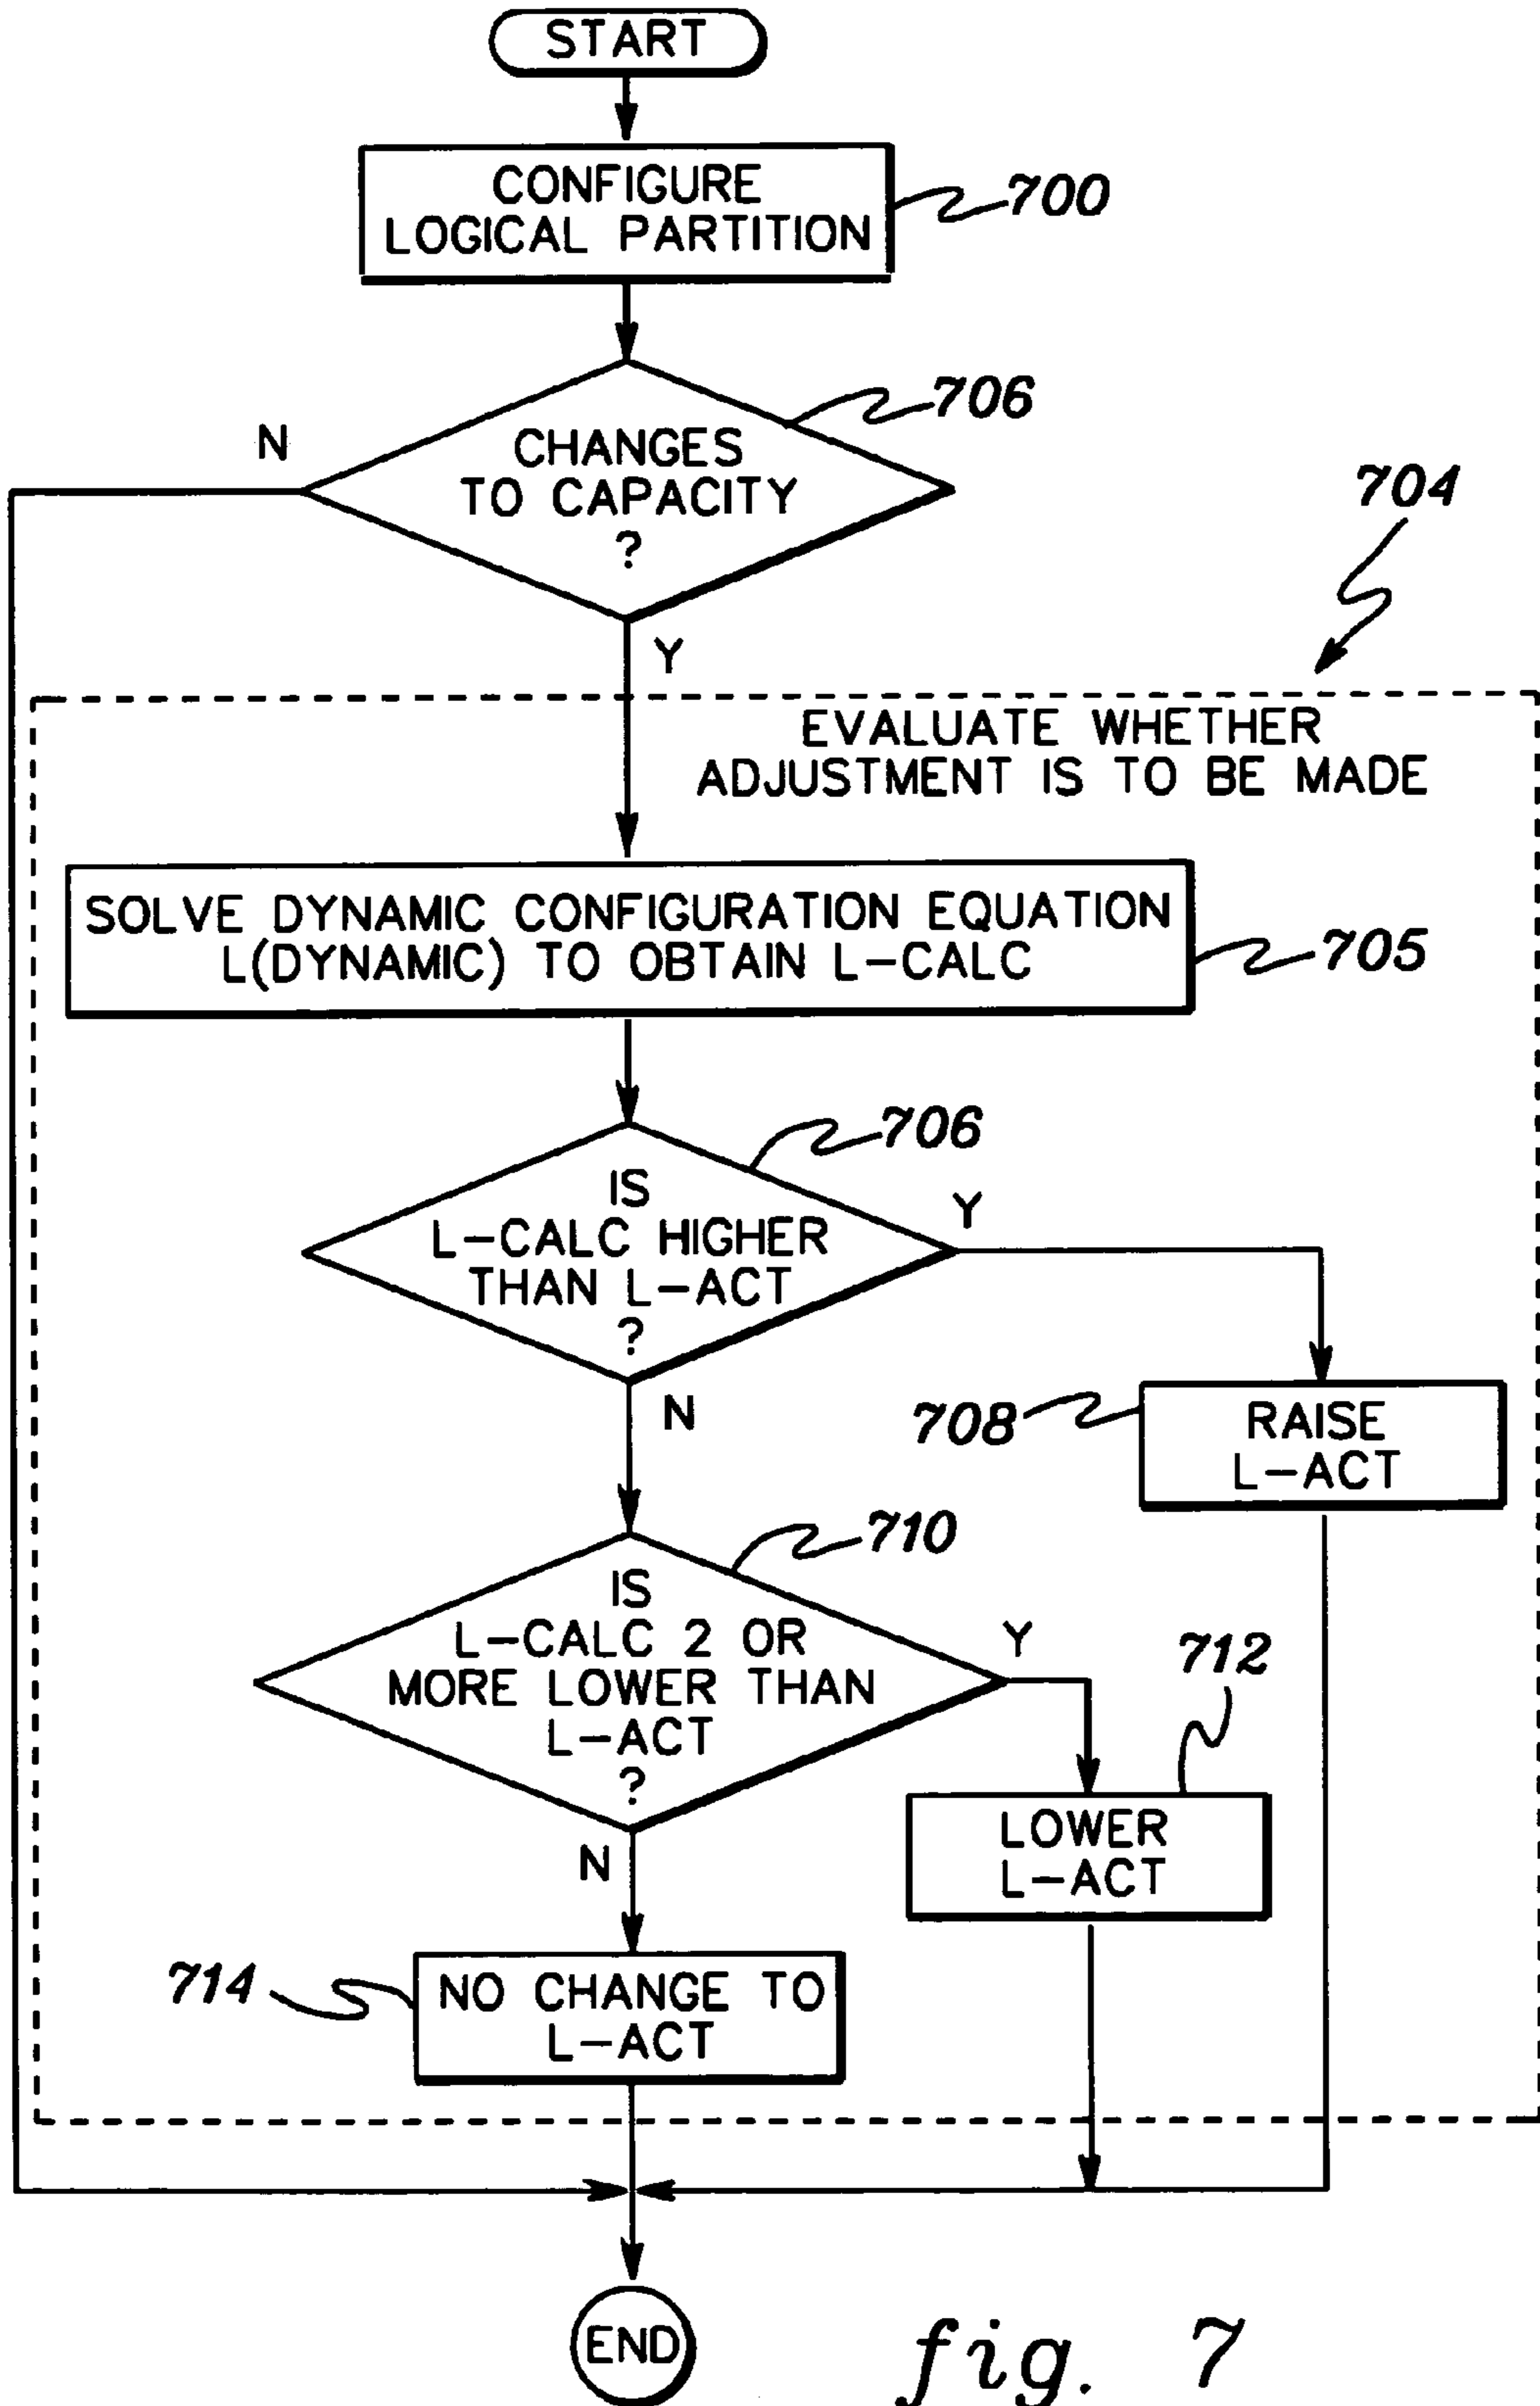 START
CONFIGURE
LOGICAL PARTITION
700
706
N
CHANGES
TO CAPACITY
?
704
Y
EVALUATE WHETHER
ADJUSTMENT IS TO BE MADE
SOLVE DYNAMIC CONFIGURATION EQUATION
L(DYNAMIC) TO OBTAIN L-CALC
705
706
IS
L-CALC HIGHER
THAN L-ACT
?
Y
N
708
RAISE
L-ACT
710
IS
L-CALC 2 OR
MORE LOWER THAN
L-ACT
?
Y
712
N
LOWER
L-ACT
714
NO CHANGE TO
L-ACT
END
fig. 7